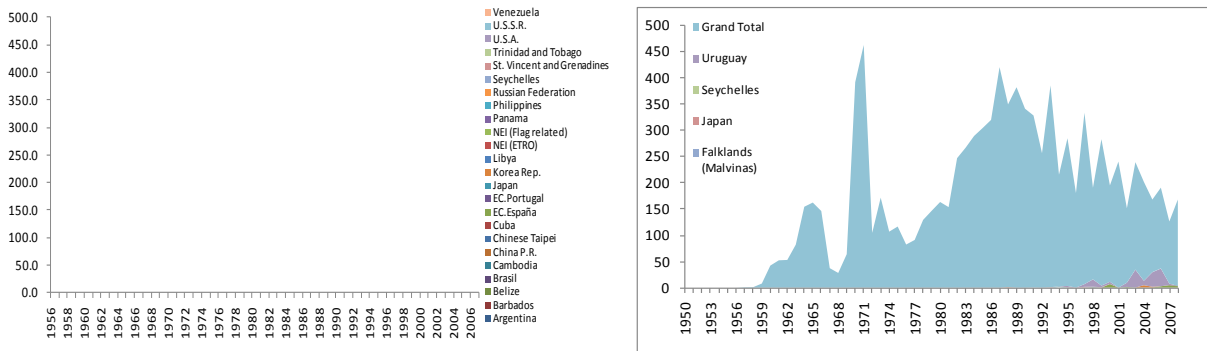 500.0
450.0
400.0
350.0
300.0
250.0
200.0
150.0
100.0
50.0
0.0
1956
1958
1960
1962
1964
1966
1968
1970
1972
1974
1976
1978
1980
1982
1984
1986
1988
1990
1992
1994
1996
1998
2000
2002
2004
2006
Venezuela
U.S.S.R.
U.S.A.
Trinidad and Tobago
St. Vincent and Grenadines
Seychelles
Russian Federation
Philippines
Panama
NEI (Flag related)
NEI (ETRO)
Libya
Korea Rep.
Japan
EC.Portugal
EC.España
Cuba
Chinese Taipei
China P.R.
Cambodia
Brasil
Belize
Barbados
Argentina
500
450
400
350
300
250
200
150
100
50
0
Grand Total
Uruguay
Seychelles
Japan
Falklands
(Malvinas)
1950
1953
1956
1959
1962
1965
1968
1971
1974
1977
1980
1983
1986
1989
1992
1995
1998
2001
2004
2007